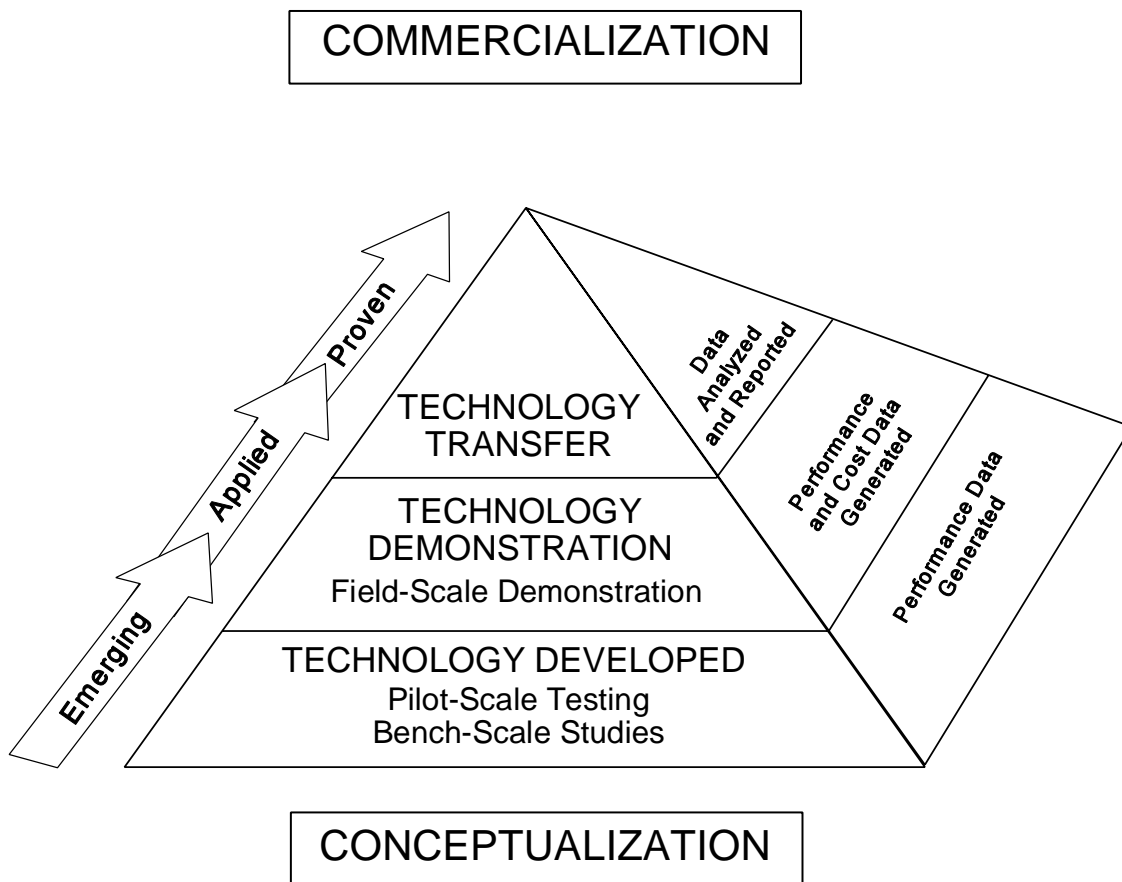 COMMERCIALIZATION
Proven
Applied
Emerging
TECHNOLOGY
TRANSFER
TECHNOLOGY
DEMONSTRATION
Field-Scale Demonstration
TECHNOLOGY DEVELOPED
Pilot-Scale Testing
Bench-Scale Studies
Data
Analyzed
and Reported
Performance
and Cost Data
Generated
Performance Data
Generated
CONCEPTUALIZATION